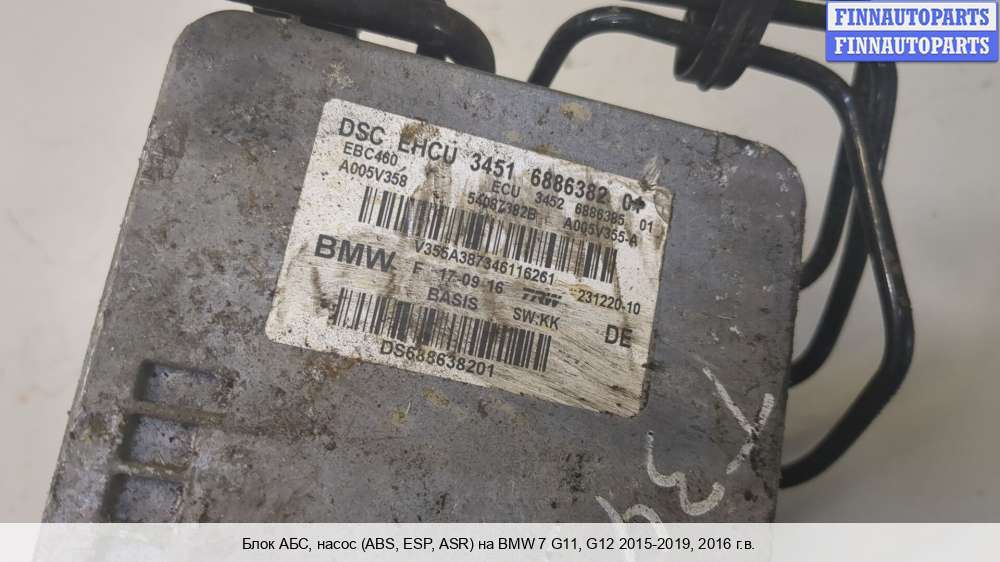 FINNAUTOPARTS
FINNAUTOPARTS
DSC EHCU 3451 6886382 01
EBC460 ECU 3452 6886385 01
A005V358 54087382B A005V355-A
V355A387346116261
BMW F 17-09 16 TRW 231220-10
BASIS SW:KK DE
DS688638201
Блок АБС, насос (ABS, ESP, ASR) на BMW 7 G11, G12 2015-2019, 2016 г.в.